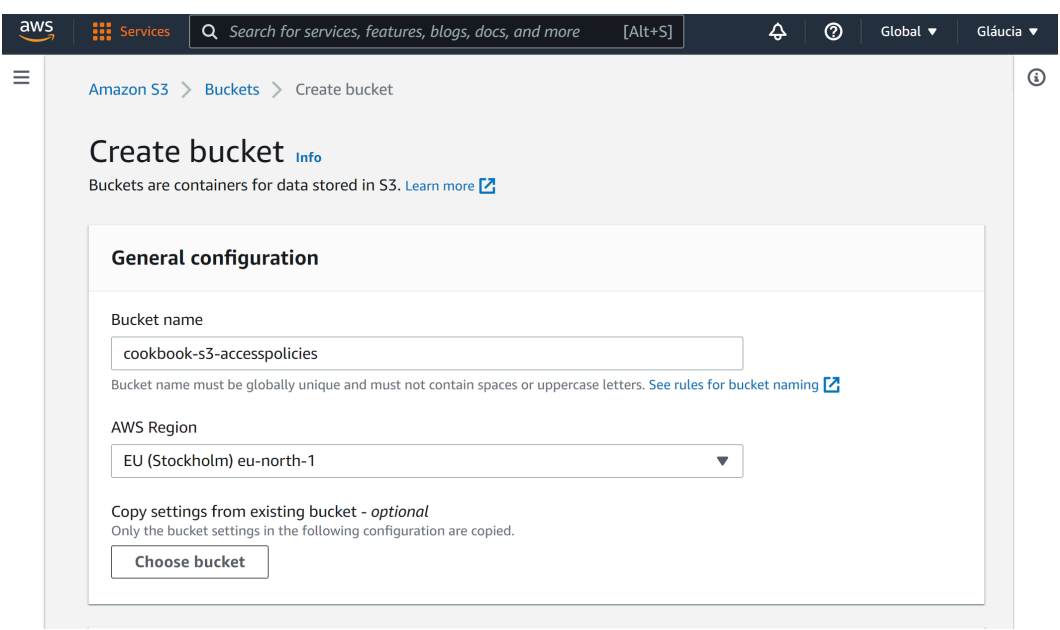 aws Services Search for services, features, blogs, docs, and more [Alt+S] Global Gláucia
Amazon S3 > Buckets > Create bucket
Create bucket Info
Buckets are containers for data stored in S3. Learn more
General configuration
Bucket name
cookbook-s3-accesspolicies
Bucket name must be globally unique and must not contain spaces or uppercase letters. See rules for bucket naming
AWS Region
EU (Stockholm) eu-north-1
Copy settings from existing bucket - optional
Only the bucket settings in the following configuration are copied.
Choose bucket